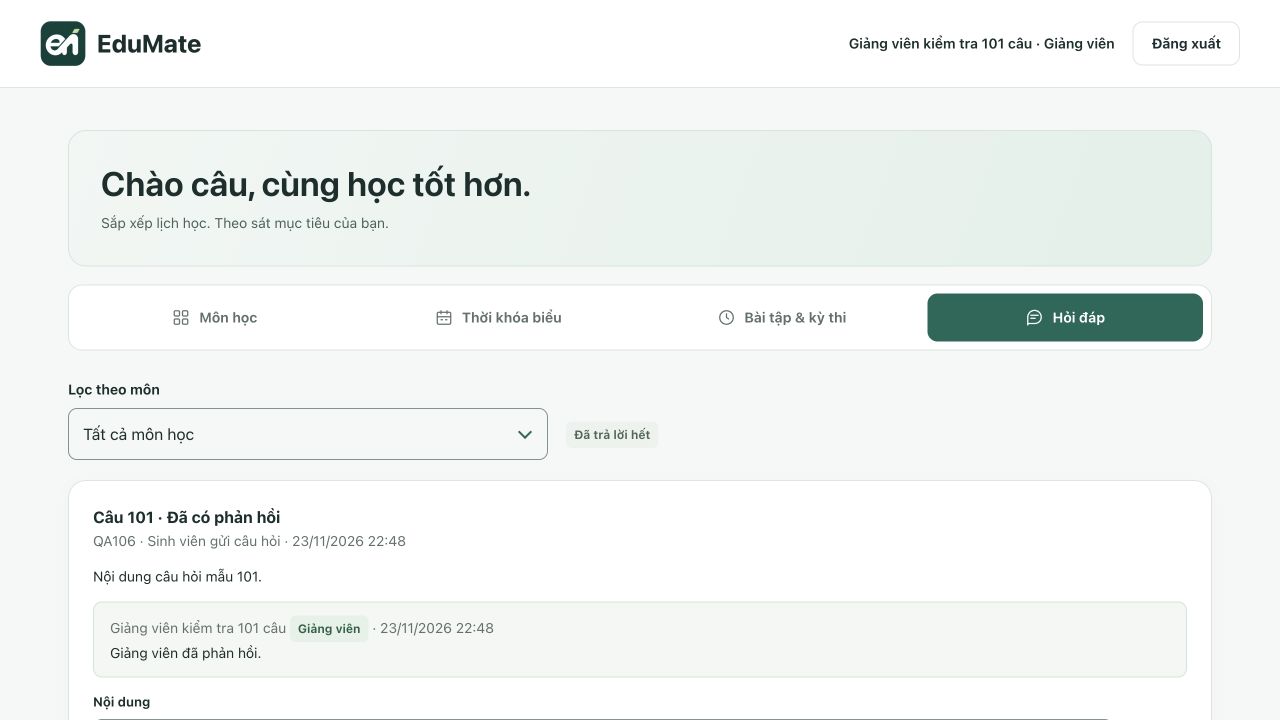 EduMate
Giảng viên kiểm tra 101 câu · Giảng viên
Đăng xuất
Chào câu, cùng học tốt hơn.
Sắp xếp lịch học. Theo sát mục tiêu của bạn.
Môn học
Thời khóa biểu
Bài tập & kỳ thi
Hỏi đáp
Lọc theo môn
Tất cả môn học
Đã trả lời hết
Câu 101 · Đã có phản hồi
QA106 · Sinh viên gửi câu hỏi · 23/11/2026 22:48
Nội dung câu hỏi mẫu 101.
Giảng viên kiểm tra 101 câu Giảng viên · 23/11/2026 22:48
Giảng viên đã phản hồi.
Nội dung